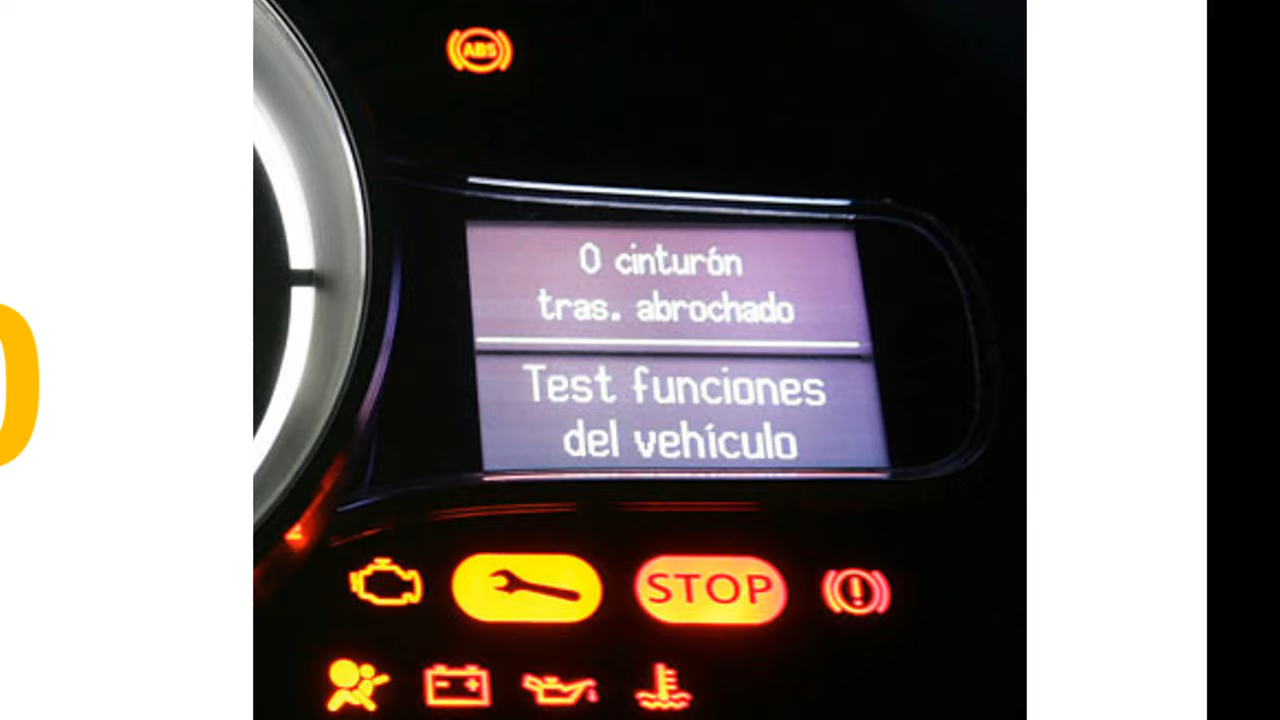 ABS
0 cinturón
tras. abrochado
Test funciones
del vehículo
STOP